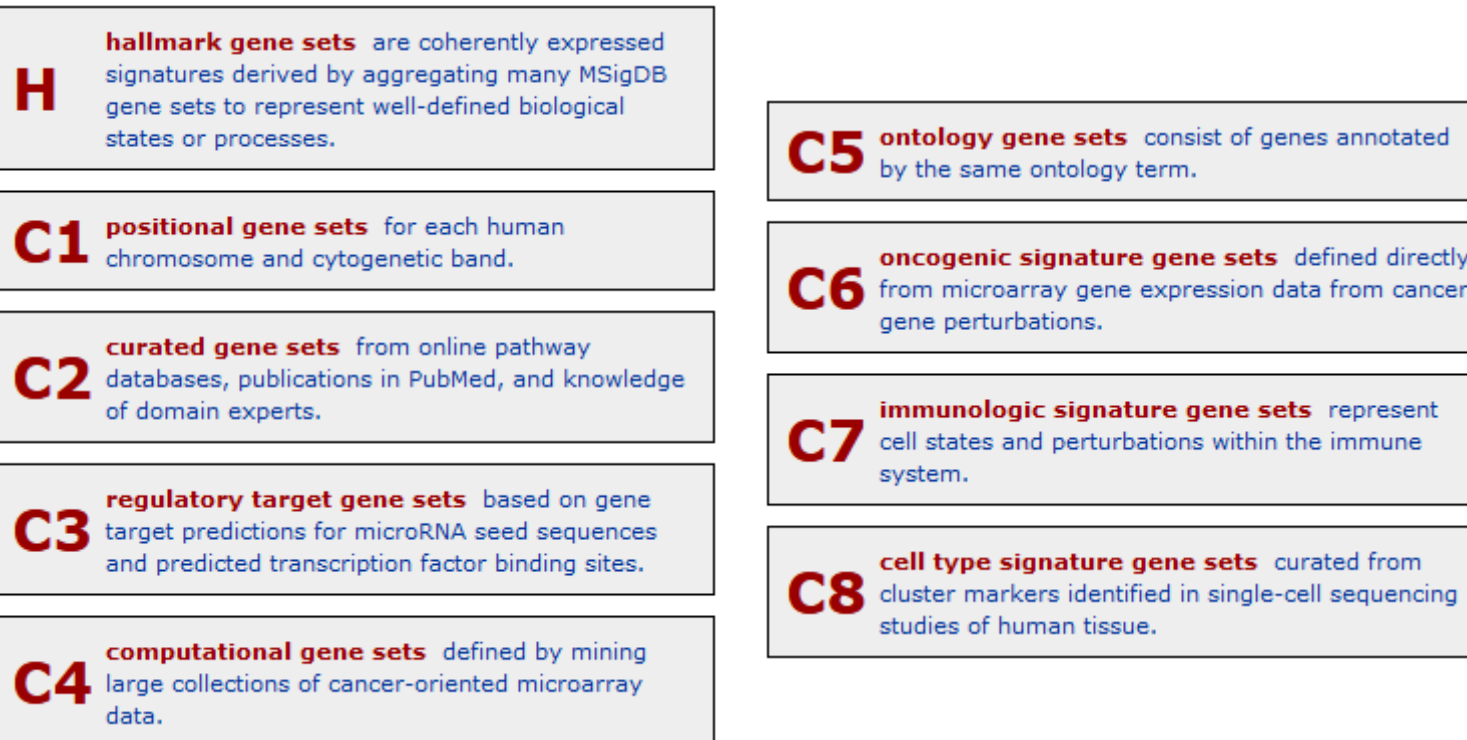 H
hallmark gene sets are coherently expressed
signatures derived by aggregating many MSigDB
gene sets to represent well-defined biological
states or processes.
C1
positional gene sets for each human
chromosome and cytogenetic band.
C2
curated gene sets from online pathway
databases, publications in PubMed, and knowledge
of domain experts.
C3
regulatory target gene sets based on gene
target predictions for microRNA seed sequences
and predicted transcription factor binding sites.
C4
computational gene sets defined by mining
large collections of cancer-oriented microarray
data.
C5
ontology gene sets consist of genes annotated
by the same ontology term.
C6
oncogenic signature gene sets defined directly
from microarray gene expression data from cancer
gene perturbations.
C7
immunologic signature gene sets represent
cell states and perturbations within the immune
system.
C8
cell type signature gene sets curated from
cluster markers identified in single-cell sequencing
studies of human tissue.